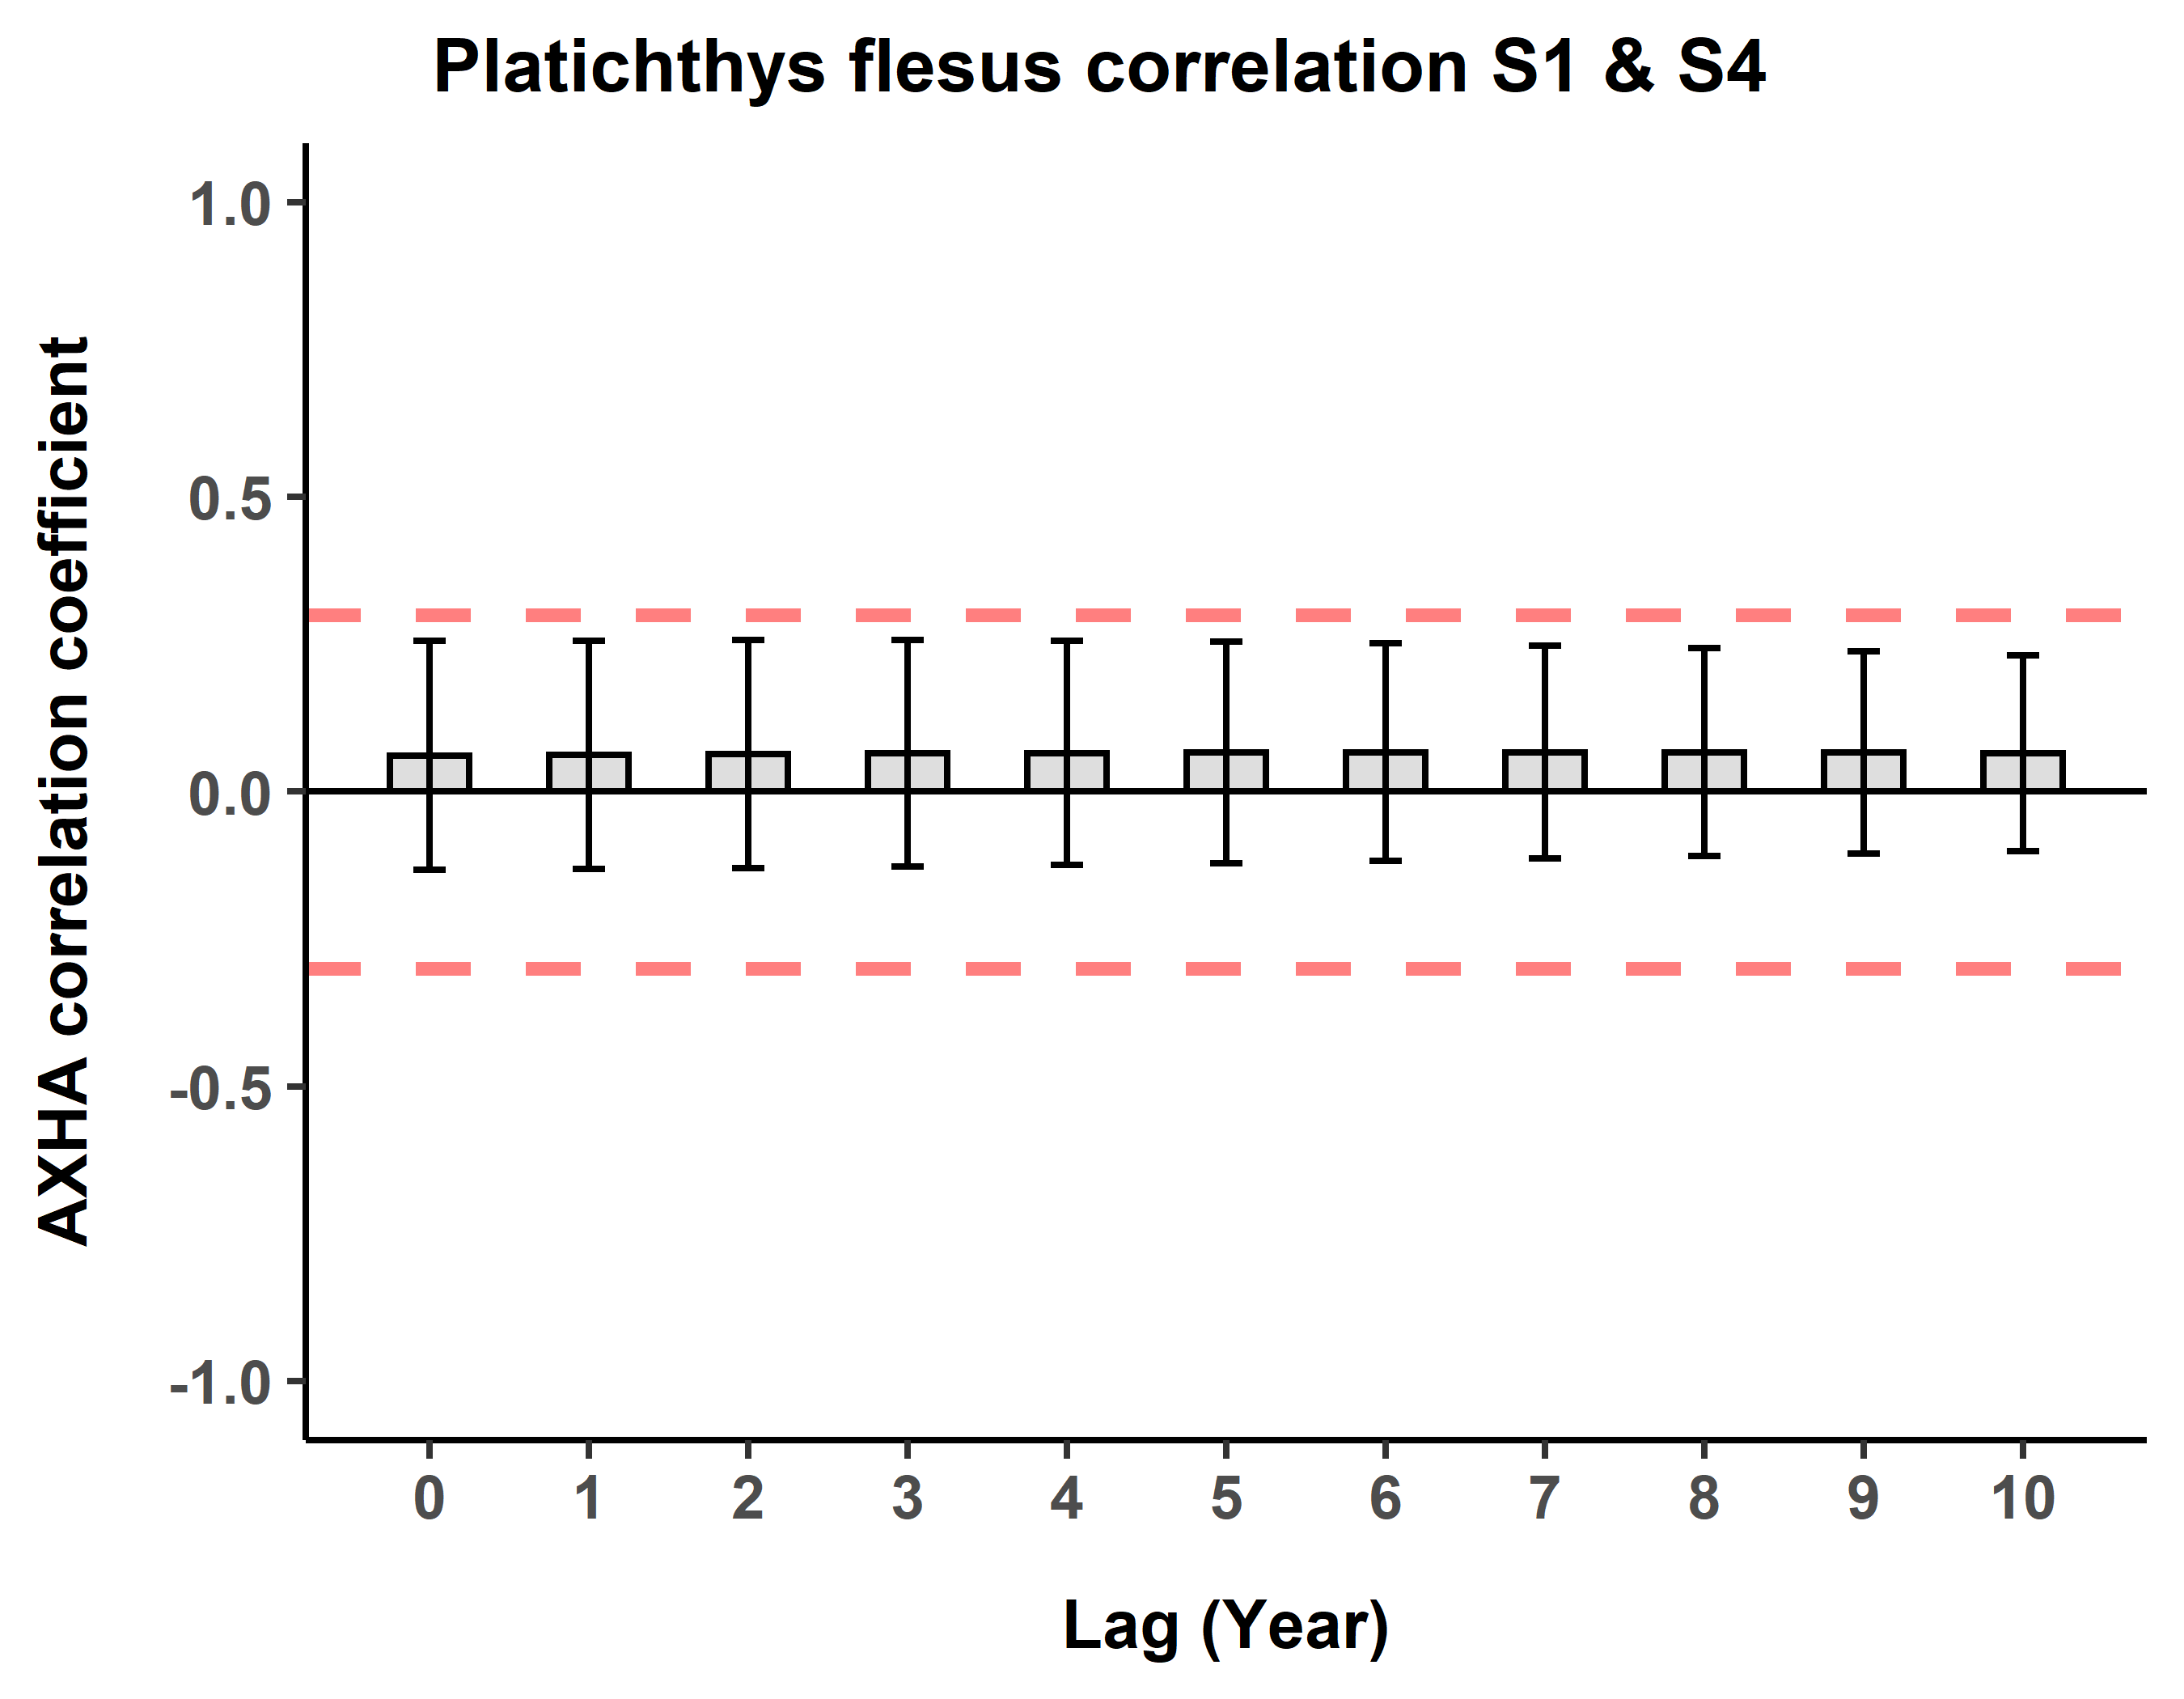 Platichthys flesus correlation S1 & S4
AXHA correlation coefficient
1.0
0.5
0.0
-0.5
-1.0
0 1 2 3 4 5 6 7 8 9 10
Lag (Year)